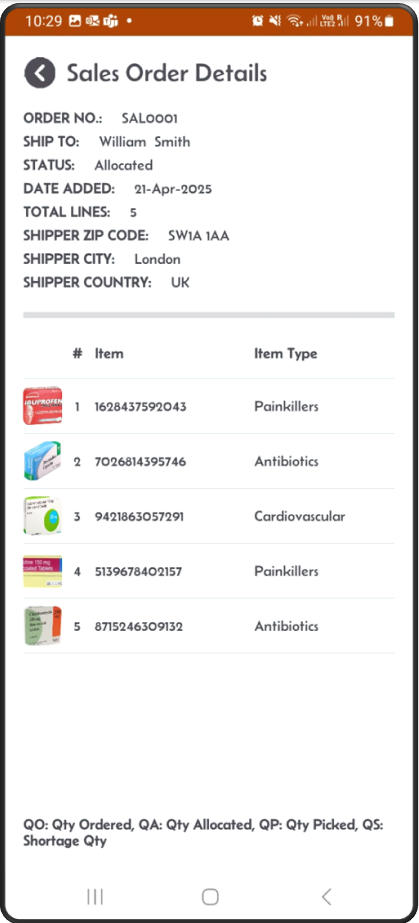 10:29 91%
Sales Order Details
ORDER NO.: SAL0001
SHIP TO: William Smith
STATUS: Allocated
DATE ADDED: 21-Apr-2025
TOTAL LINES: 5
SHIPPER ZIP CODE: SW1A 1AA
SHIPPER CITY: London
SHIPPER COUNTRY: UK
# Item Item Type
IBUPROFEN
1 1628437592043 Painkillers
2 7026814395746 Antibiotics
3 9421863057291 Cardiovascular
4 5139678402157 Painkillers
5 8715246309132 Antibiotics
QO: Qty Ordered, QA: Qty Allocated, QP: Qty Picked, QS:
Shortage Qty